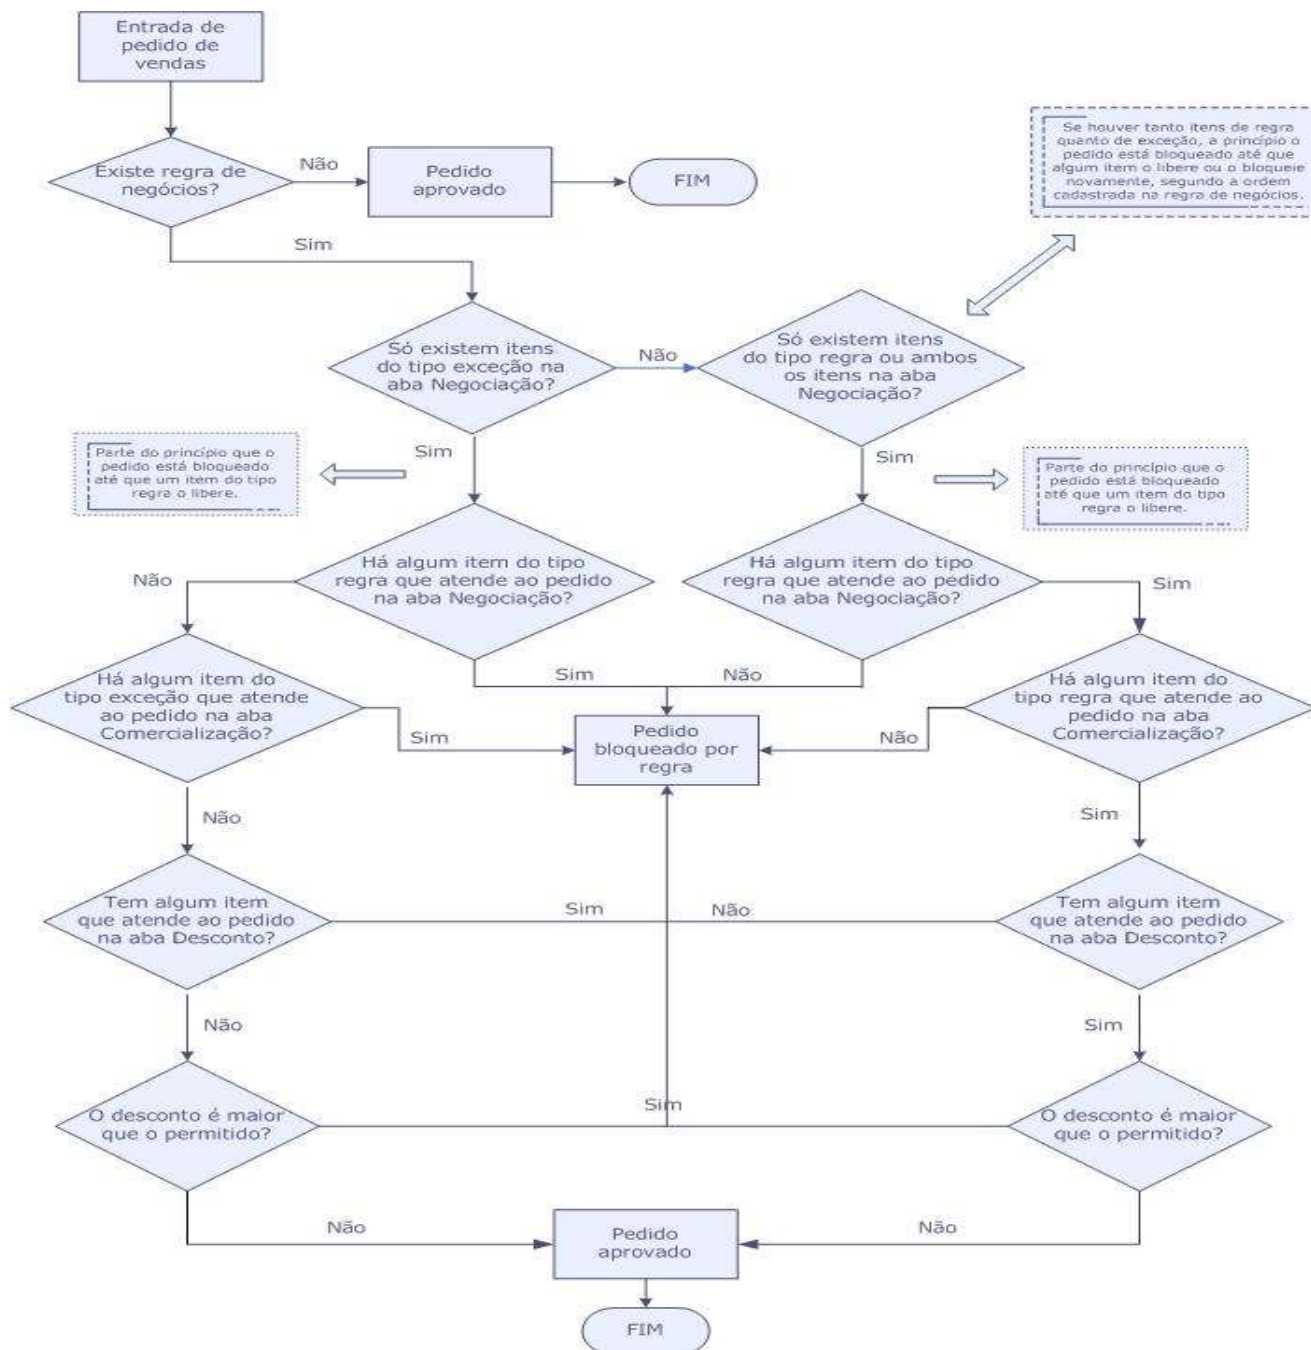 Entrada de
pedido de
vendas
Existe regra de
negócios?
Não
Pedido
aprovado
FIM
Se houver tanto itens de regra
quanto de exceção, a princípio o
pedido está bloqueado até que
algum item o libere ou o bloqueie
novamente, segundo a ordem
cadastrada na regra de negócios.
Sim
Só existem itens
do tipo exceção na
aba Negociação?
Não
Só existem itens
do tipo regra ou ambos
os itens na aba
Negociação?
Parte do princípio que o
pedido está bloqueado
até que um item do tipo
regra o libere.
Sim
Sim
Parte do princípio que o
pedido está bloqueado
até que um item do tipo
regra o libere.
Há algum item do tipo
regra que atende ao pedido
na aba Negociação?
Há algum item do tipo
regra que atende ao pedido
na aba Negociação?
Não
Sim
Sim
Não
Há algum item do
tipo exceção que atende
ao pedido na aba
Comercialização?
Sim
Pedido
bloqueado por
regra
Não
Há algum item do
tipo regra que atende ao
pedido na aba
Comercialização?
Não
Sim
Tem algum item
que atende ao pedido
na aba Desconto?
Sim
Não
Tem algum item
que atende ao pedido
na aba Desconto?
Não
Sim
O desconto é maior
que o permitido?
Sim
O desconto é maior
que o permitido?
Não
Pedido
aprovado
Não
FIM